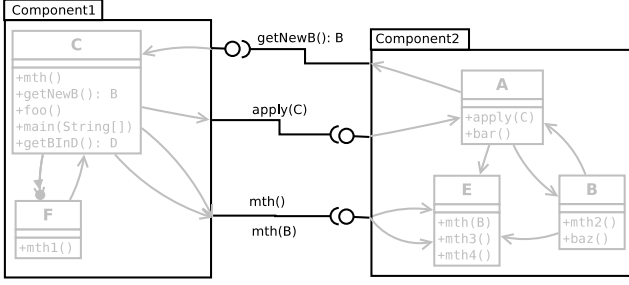 Component1
C
+mth()
+getNewB(): B
+foo()
+main(String[])
+getBInD(): D
F
+mth1()
getNewB(): B
apply(C)
mth()
mth(B)
Component2
A
+apply(C)
+bar()
E
+mth(B)
+mth3()
+mth4()
B
+mth2()
+baz()